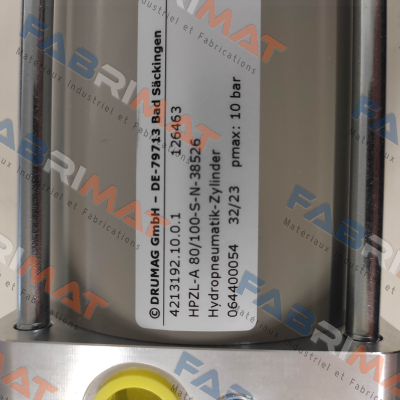 © DRUMAG GmbH – DE-79713 Bad Säckingen
4213192.10.0.1 126463
HPZL-A 80/100-S-N-38526
Hydropneumatik-Zylinder
064400054 32/23 pmax: 10 bar
FABRIMAT
Matériaux Industriel et Fabrications